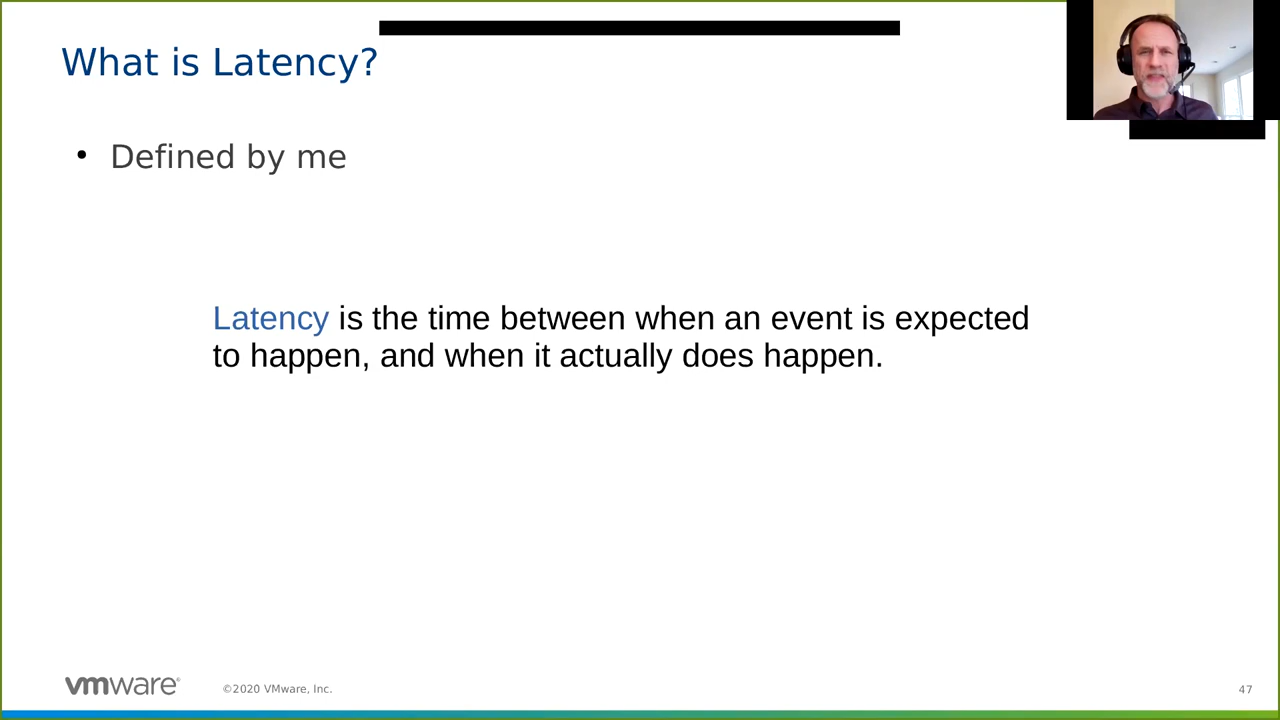 What is Latency?
• Defined by me
Latency is the time between when an event is expected
to happen, and when it actually does happen.
vmware®
©2020 VMware, Inc.
47